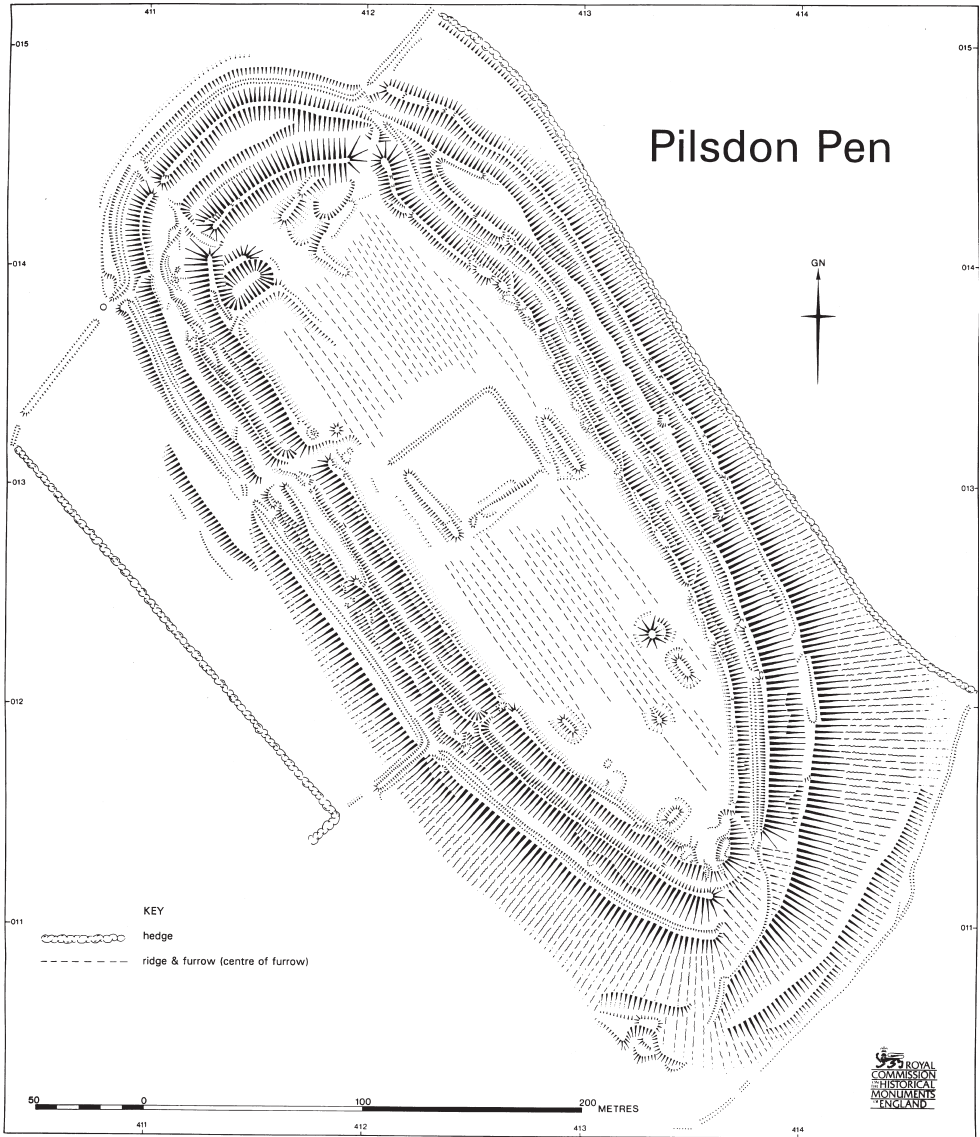 411 412 413 414
015 015
Pilsdon Pen
GN
014 014
013 013
012
011 011
KEY
hedge
ridge & furrow (centre of furrow)
ROYAL
COMMISSION
HISTORICAL
MONUMENTS
ENGLAND
50 0 100 200 METRES
411 412 413 414